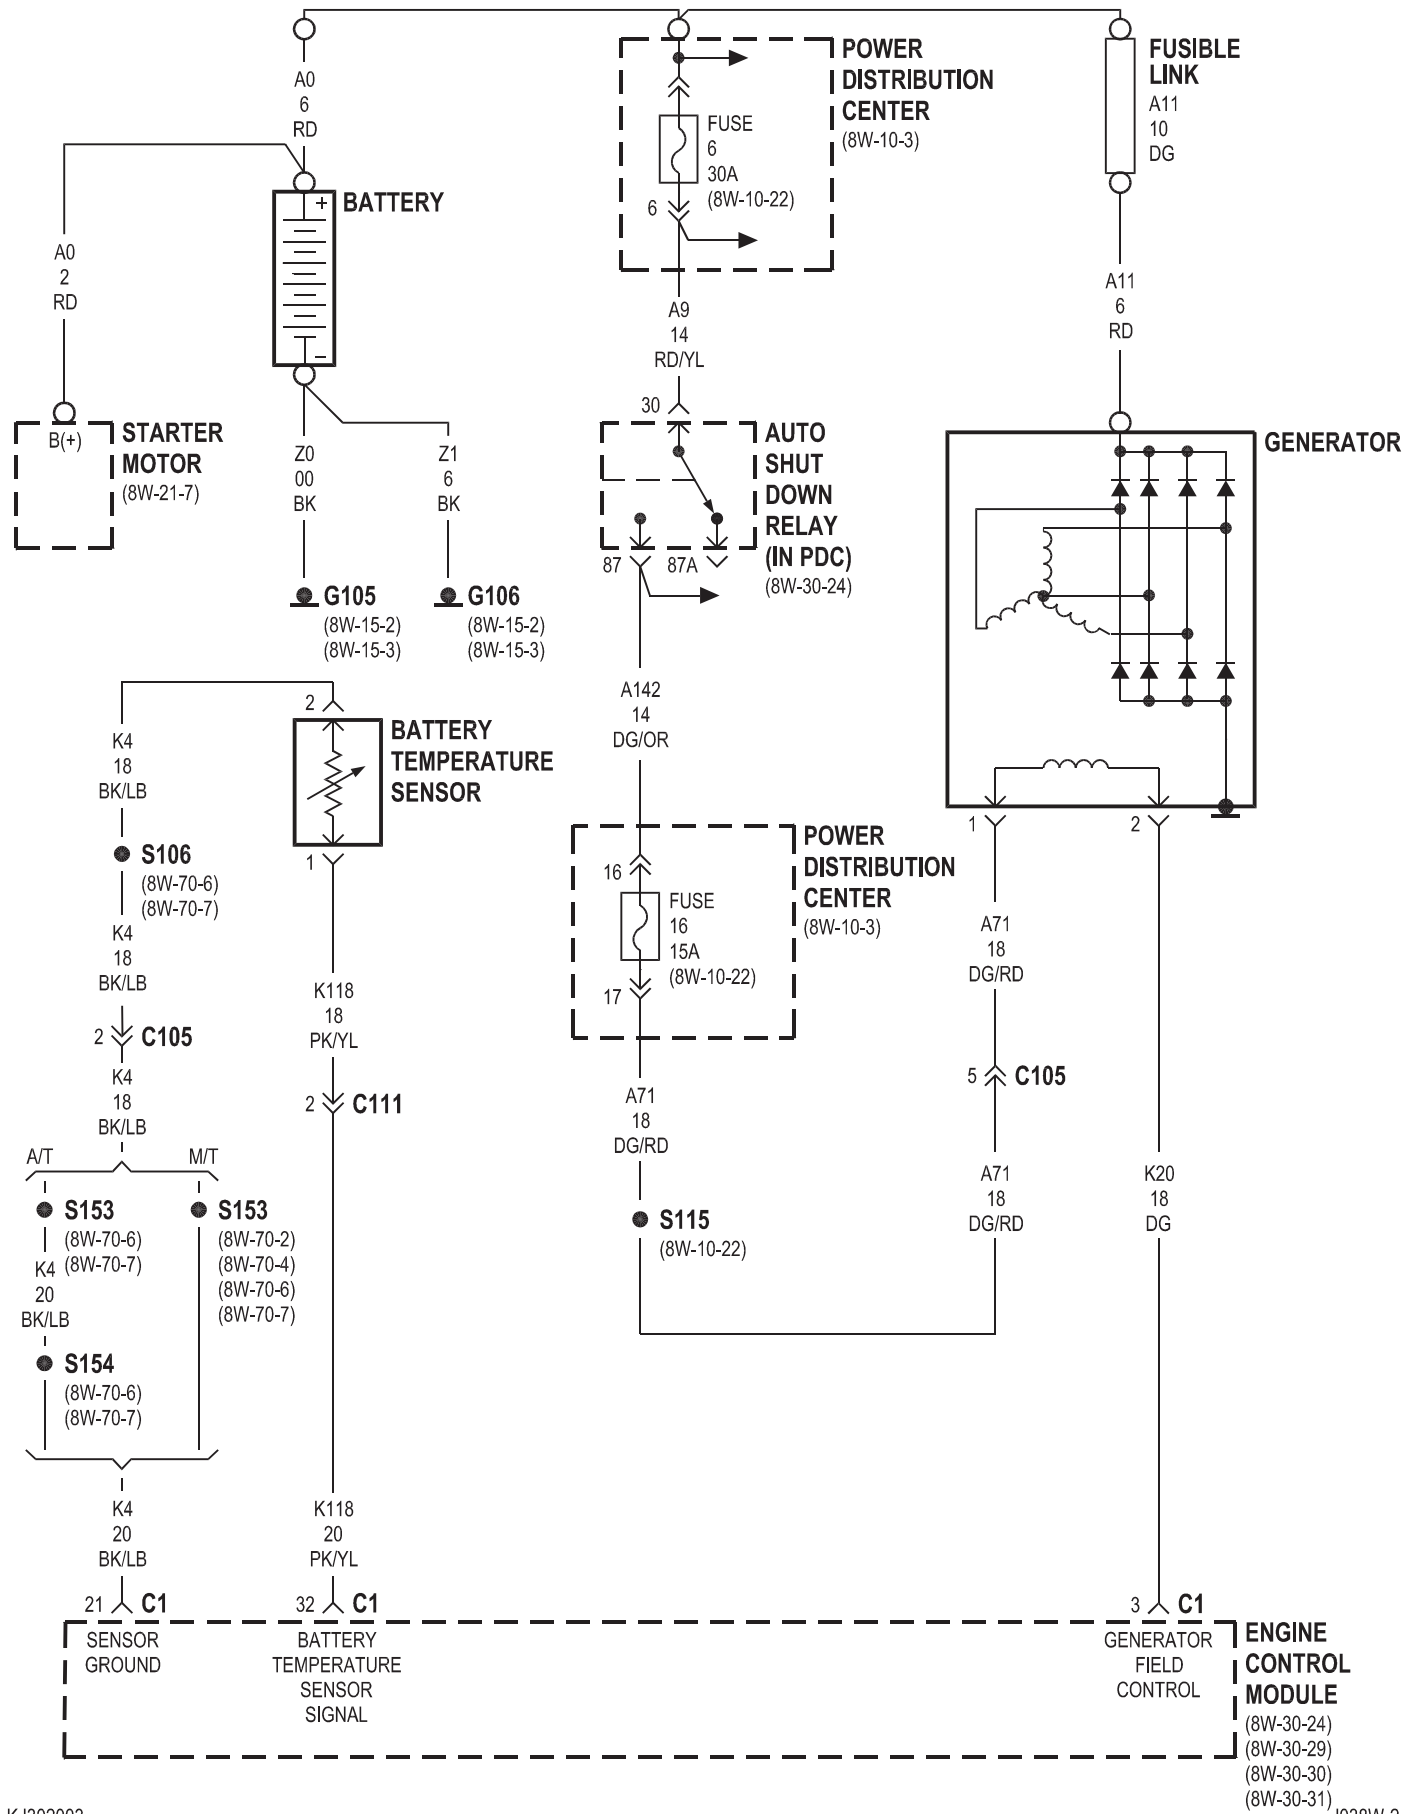 A0
6
RD
BATTERY
+
−
A0
2
RD
B(+)
STARTER
MOTOR
(8W-21-7)
Z0
00
BK
Z1
6
BK
G105
(8W-15-2)
(8W-15-3)
G106
(8W-15-2)
(8W-15-3)
POWER
DISTRIBUTION
CENTER
(8W-10-3)
FUSE
6
30A
(8W-10-22)
6
A9
14
RD/YL
30
AUTO
SHUT
DOWN
RELAY
(IN PDC)
(8W-30-24)
87
87A
A142
14
DG/OR
FUSIBLE
LINK
A11
10
DG
A11
6
RD
GENERATOR
1
2
2
BATTERY
TEMPERATURE
SENSOR
1
K4
18
BK/LB
S106
(8W-70-6)
(8W-70-7)
K4
18
BK/LB
2
C105
K4
18
BK/LB
A/T
M/T
S153
(8W-70-6)
(8W-70-7)
S153
(8W-70-2)
(8W-70-4)
(8W-70-6)
(8W-70-7)
K4
20
BK/LB
S154
(8W-70-6)
(8W-70-7)
K4
20
BK/LB
K118
18
PK/YL
2
C111
K118
20
PK/YL
POWER
DISTRIBUTION
CENTER
(8W-10-3)
16
FUSE
16
15A
(8W-10-22)
17
A71
18
DG/RD
S115
(8W-10-22)
A71
18
DG/RD
5
C105
A71
18
DG/RD
K20
18
DG
21
C1
32
C1
3
C1
SENSOR
GROUND
BATTERY
TEMPERATURE
SENSOR
SIGNAL
GENERATOR
FIELD
CONTROL
ENGINE
CONTROL
MODULE
(8W-30-24)
(8W-30-29)
(8W-30-30)
(8W-30-31)